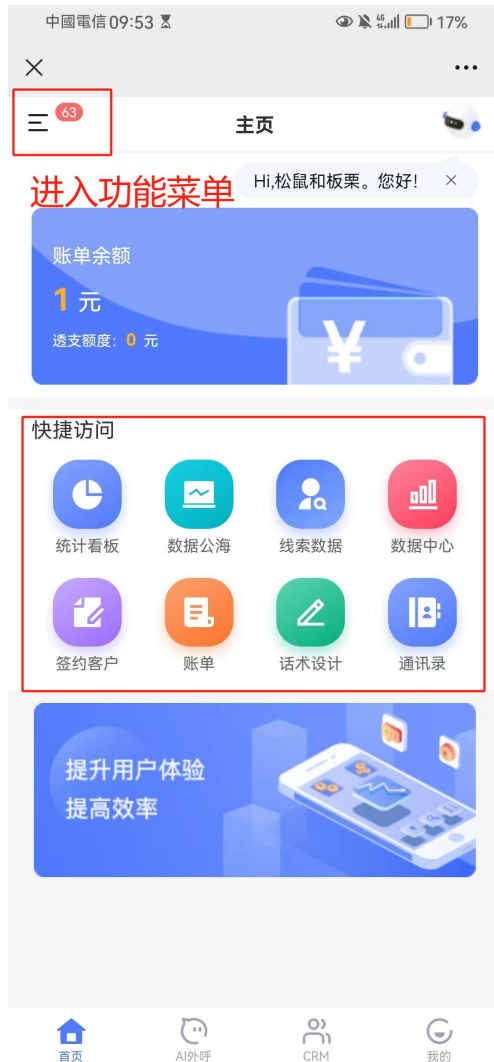 中國電信09:53
17%
63
主页
进入功能菜单
Hi,松鼠和板栗。您好!
账单余额
1 元
透支额度: 0 元
¥
快捷访问
统计看板 数据公海 线索数据 数据中心
签约客户 账单 话术设计 通讯录
提升用户体验
提高效率
首页 AI外呼 CRM 我的